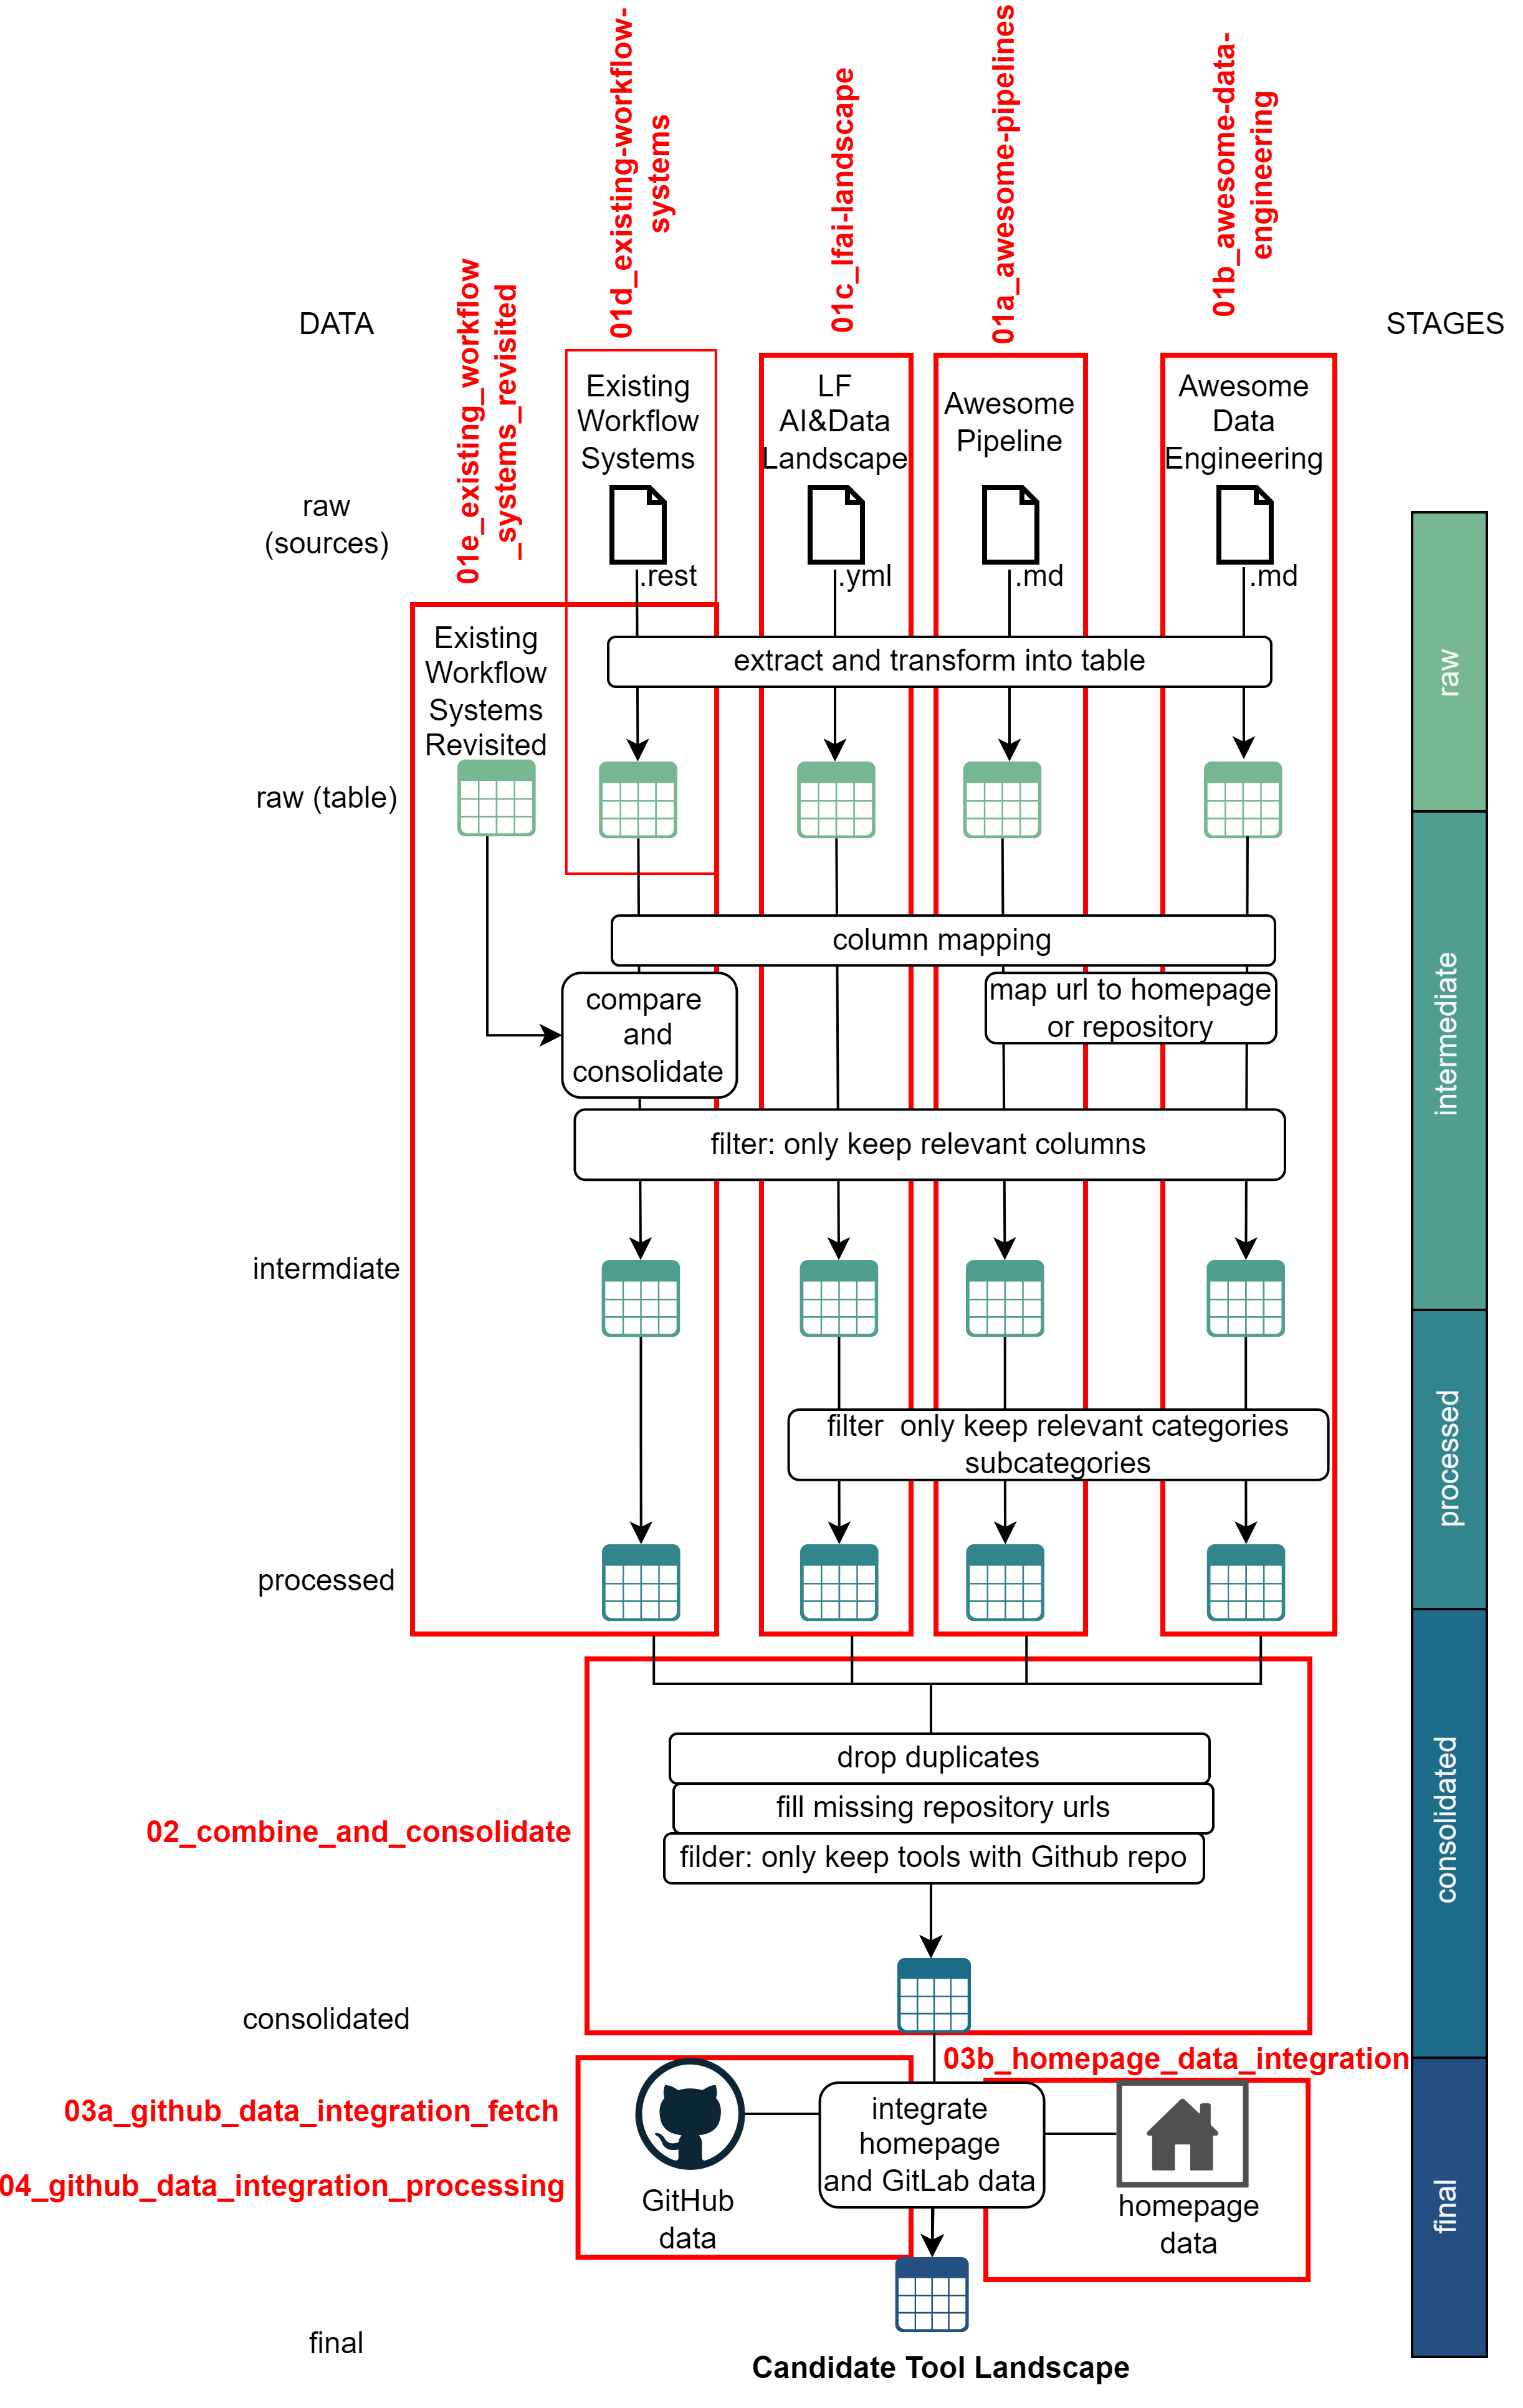 01d_existing-workflow-
systems
01c_lfai-landscape
01a_awesome-pipelines
01b_awesome-data-
engineering
01e_existing_workflow
_systems_revisited
DATA
STAGES
Existing
Workflow
Systems
LF
AI&Data
Landscape
Awesome
Pipeline
Awesome
Data
Engineering
raw
(sources)
.rest
.yml
.md
.md
Existing
Workflow
Systems
Revisited
extract and transform into table
raw
raw (table)
column mapping
compare
and
consolidate
map url to homepage
or repository
intermediate
filter: only keep relevant columns
intermdiate
filter  only keep relevant categories
subcategories
processed
processed
drop duplicates
fill missing repository urls
filder: only keep tools with Github repo
02_combine_and_consolidate
consolidated
consolidated
03b_homepage_data_integration
03a_github_data_integration_fetch
04_github_data_integration_processing
integrate
homepage
and GitLab data
GitHub
data
homepage
data
final
final
Candidate Tool Landscape